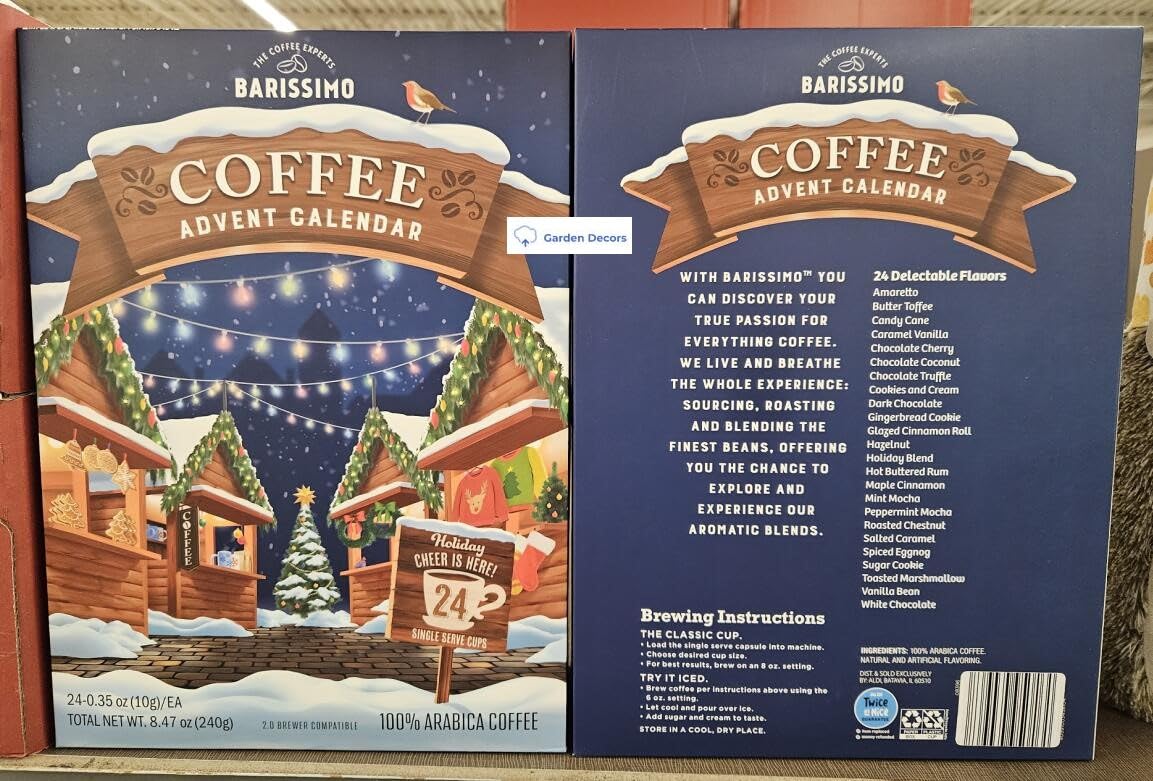 THE COFFEE EXPERTS
BARISSIMO
COFFEE
ADVENT CALENDAR
COFFEE
Holiday
CHEER IS HERE!
24
SINGLE SERVE CUPS
24-0.35 oz (10g)/EA
TOTAL NET WT. 8.47 oz (240g)
2.0 BREWER COMPATIBLE
100% ARABICA COFFEE
Garden Decors
THE COFFEE EXPERTS
BARISSIMO
COFFEE
ADVENT CALENDAR
WITH BARISSIMO™ YOU
CAN DISCOVER YOUR
TRUE PASSION FOR
EVERYTHING COFFEE.
WE LIVE AND BREATHE
THE WHOLE EXPERIENCE:
SOURCING, ROASTING
AND BLENDING THE
FINEST BEANS, OFFERING
YOU THE CHANCE TO
EXPLORE AND
EXPERIENCE OUR
AROMATIC BLENDS.
24 Delectable Flavors
Amaretto
Butter Toffee
Candy Cane
Caramel Vanilla
Chocolate Cherry
Chocolate Coconut
Chocolate Truffle
Cookies and Cream
Dark Chocolate
Gingerbread Cookie
Glazed Cinnamon Roll
Hazelnut
Holiday Blend
Hot Buttered Rum
Maple Cinnamon
Mint Mocha
Peppermint Mocha
Roasted Chestnut
Salted Caramel
Spiced Eggnog
Sugar Cookie
Toasted Marshmallow
Vanilla Bean
White Chocolate
Brewing Instructions
THE CLASSIC CUP.
• Load the single serve capsule into machine.
• Choose desired cup size.
• For best results, brew on an 8 oz. setting.
TRY IT ICED.
• Brew coffee per instructions above using the
6 oz. setting.
• Let cool and pour over ice.
• Add sugar and cream to taste.
STORE IN A COOL, DRY PLACE.
INGREDIENTS: 100% ARABICA COFFEE.
NATURAL AND ARTIFICIAL FLAVORING.
DIST. & SOLD EXCLUSIVELY
BY: ALDI, BATAVIA, IL 60510
Twice
as Nice
GUARANTEE
item replaced
money refunded
PAPER
BOX
PLASTIC
CUP